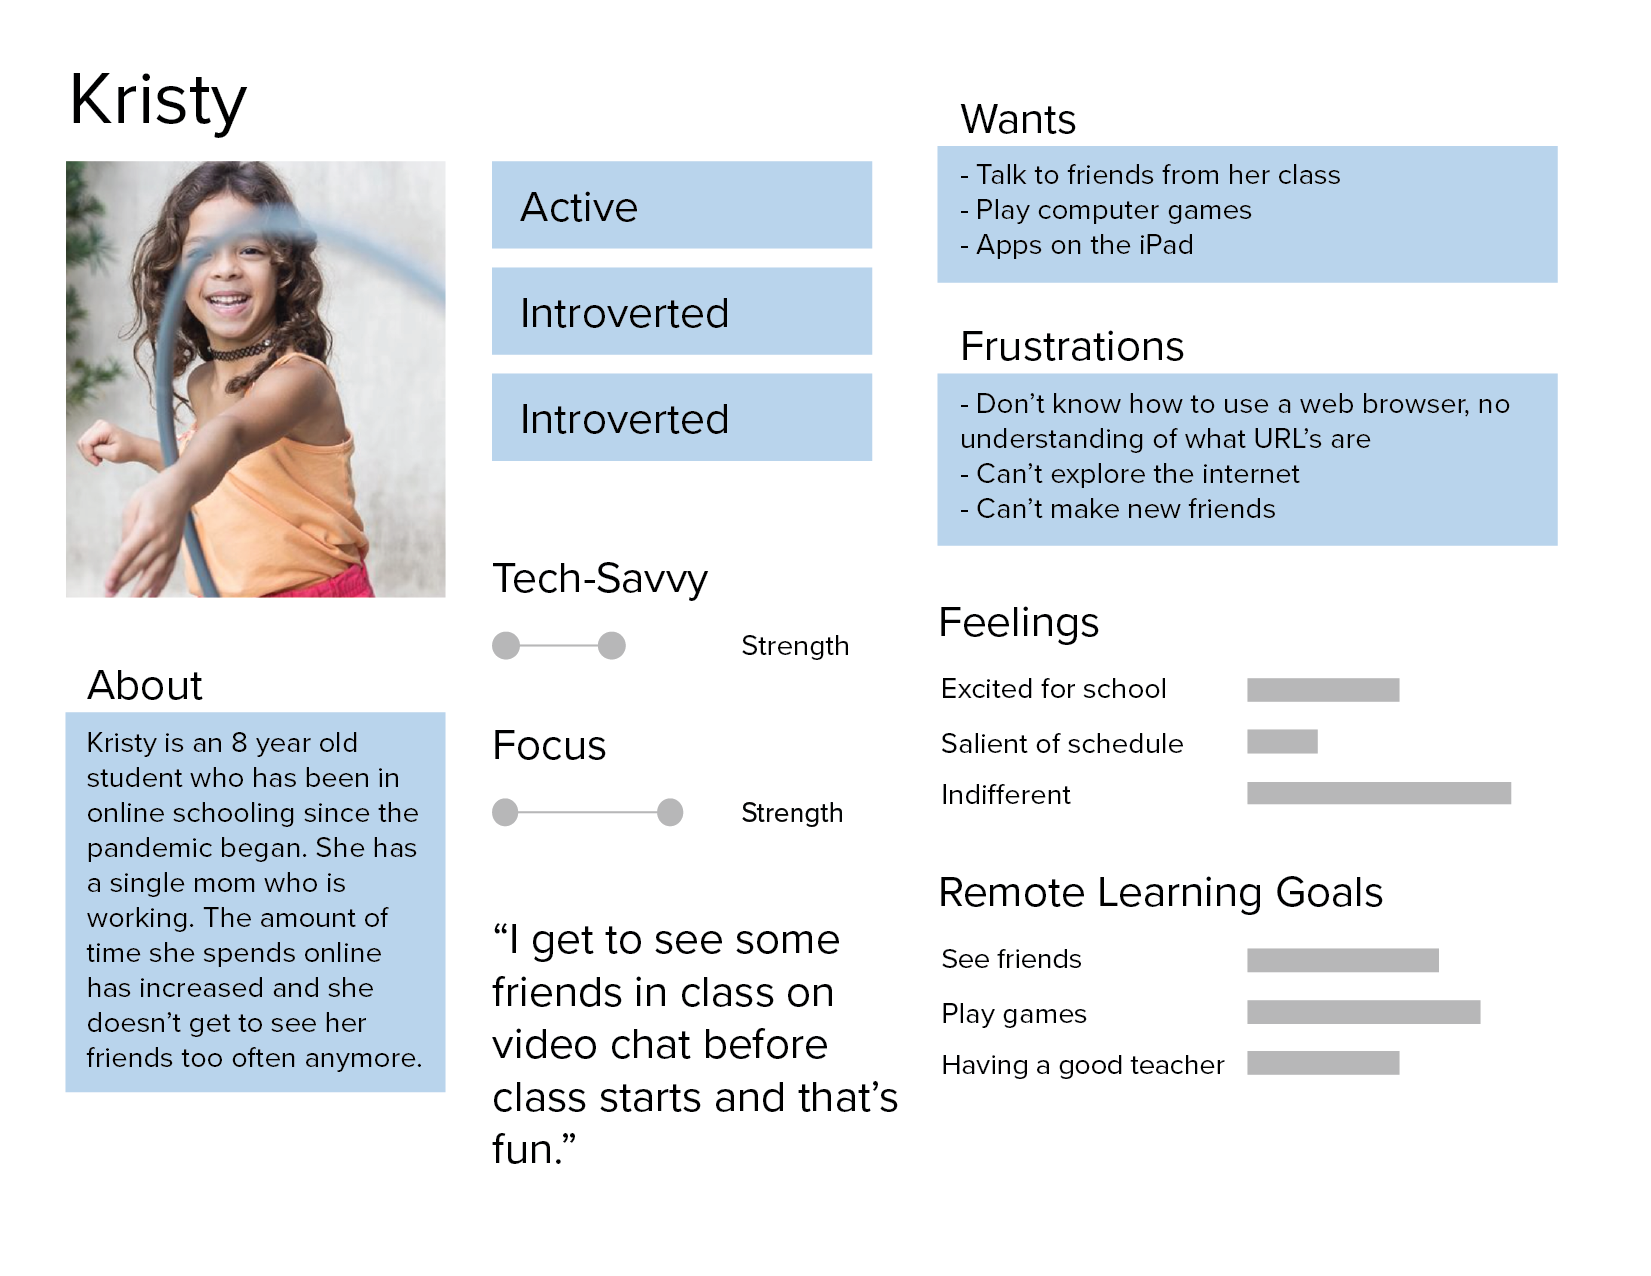 Kristy
About
Kristy is an 8 year old
student who has been in
online schooling since the
pandemic began. She has
a single mom who is
working. The amount of
time she spends online
has increased and she
doesn’t get to see her
friends too often anymore.
Active
Introverted
Introverted
Tech-Savvy
Strength
Focus
Strength
“I get to see some
friends in class on
video chat before
class starts and that’s
fun.”
Wants
- Talk to friends from her class
- Play computer games
- Apps on the iPad
Frustrations
- Don’t know how to use a web browser, no
understanding of what URL’s are
- Can’t explore the internet
- Can’t make new friends
Feelings
Excited for school
Salient of schedule
Indifferent
Remote Learning Goals
See friends
Play games
Having a good teacher